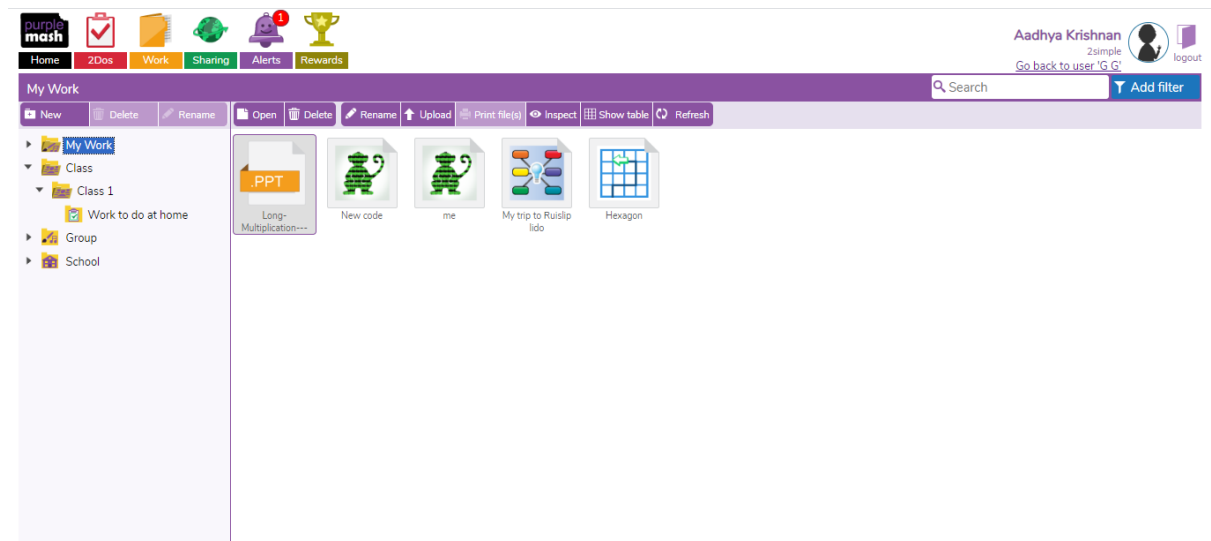 purple
mash
Home
2Dos
Work
Sharing
1
Alerts
Rewards
Aadhya Krishnan
2simple
Go back to user 'G G'
logout
My Work
Search
Add filter
New
Delete
Rename
Open
Delete
Rename
Upload
Print file(s)
Inspect
Show table
Refresh
My Work
Class
Class 1
Work to do at home
Group
School
.PPT
Long-
Multiplication---
New code
me
My trip to Ruislip
lido
Hexagon